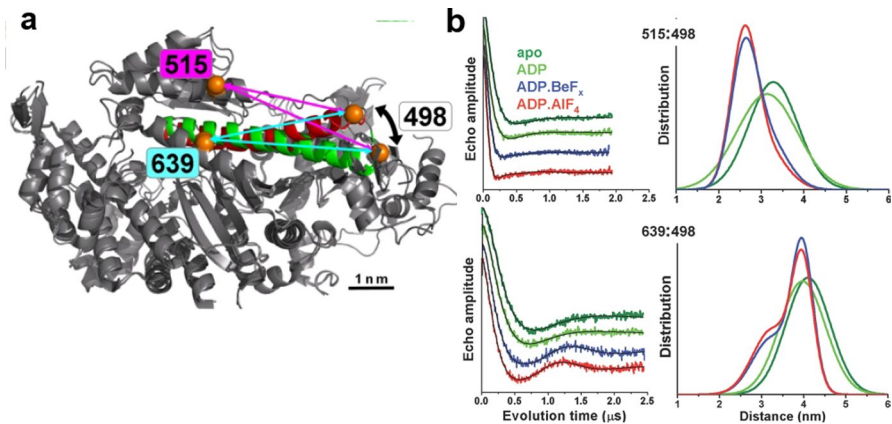 a
515
498
639
1 nm
b
Echo amplitude
apo
ADP
ADP.BeFₓ
ADP.AlF₄
0.0 0.5 1.0 1.5 2.0 2.5
515:498
Distribution
1 2 3 4 5 6
Echo amplitude
0.0 0.5 1.0 1.5 2.0 2.5
Evolution time (μs)
639:498
Distribution
1 2 3 4 5 6
Distance (nm)